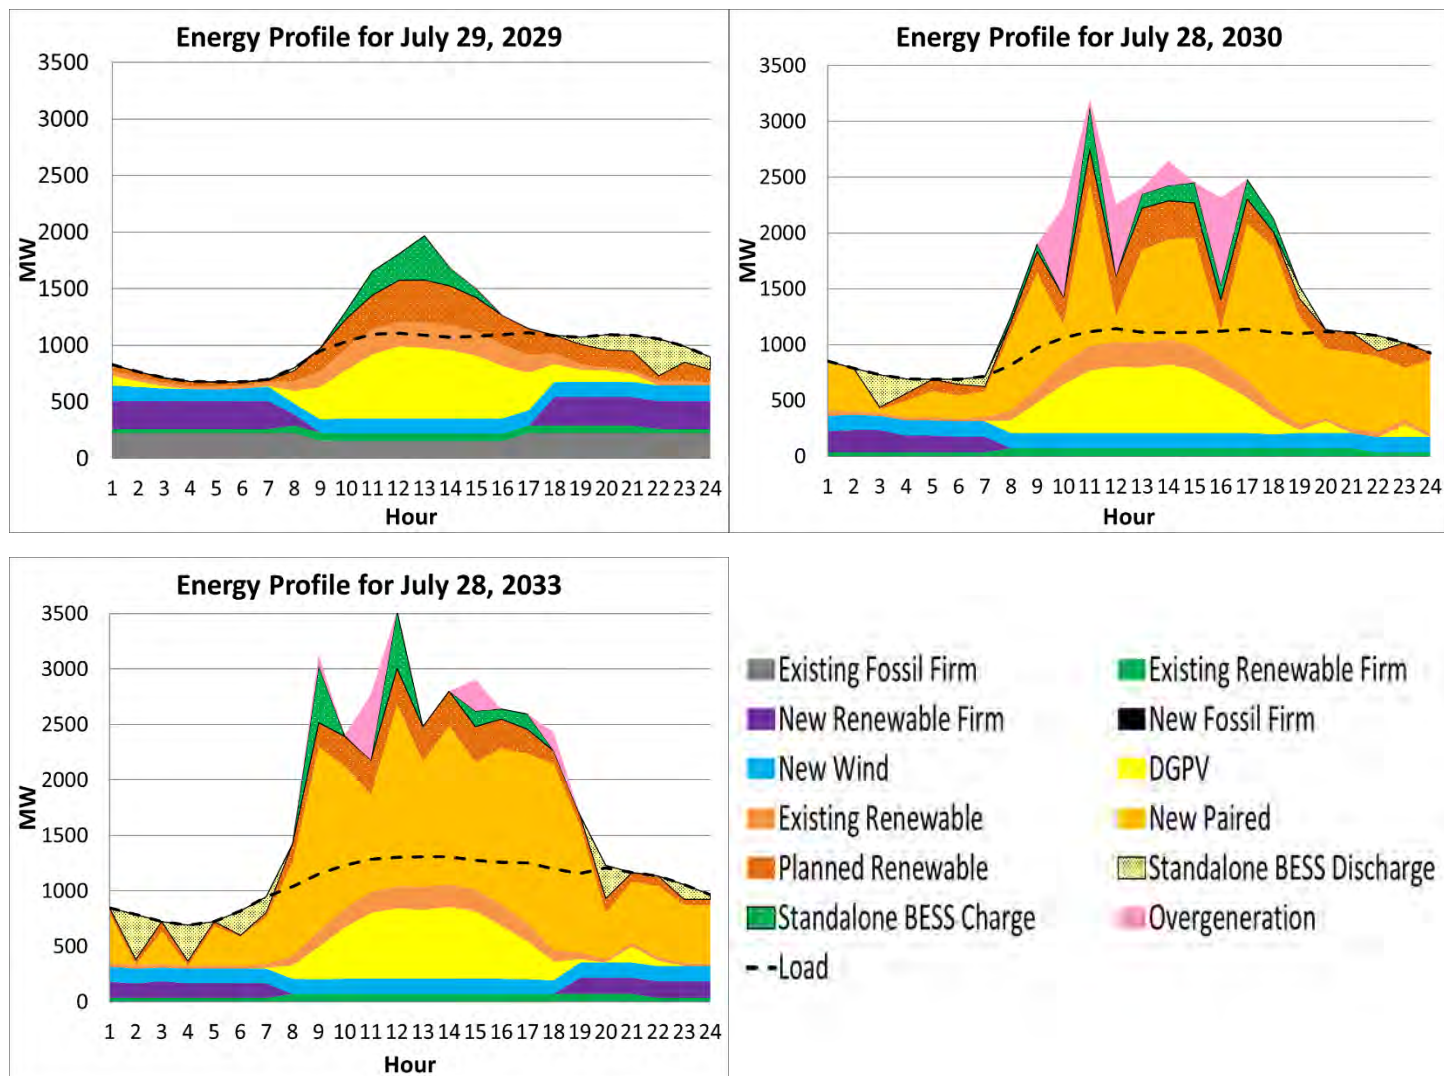 Energy Profile for July 29, 2029
3500
3000
2500
2000
1500
1000
500
0
MW
1 2 3 4 5 6 7 8 9 10 11 12 13 14 15 16 17 18 19 20 21 22 23 24
Hour
Energy Profile for July 28, 2030
3500
3000
2500
2000
1500
1000
500
0
MW
1 2 3 4 5 6 7 8 9 10 11 12 13 14 15 16 17 18 19 20 21 22 23 24
Hour
Energy Profile for July 28, 2033
3500
3000
2500
2000
1500
1000
500
0
MW
1 2 3 4 5 6 7 8 9 10 11 12 13 14 15 16 17 18 19 20 21 22 23 24
Hour
Existing Fossil Firm
Existing Renewable Firm
New Renewable Firm
New Fossil Firm
New Wind
DGPV
Existing Renewable
New Paired
Planned Renewable
Standalone BESS Discharge
Standalone BESS Charge
Overgeneration
Load